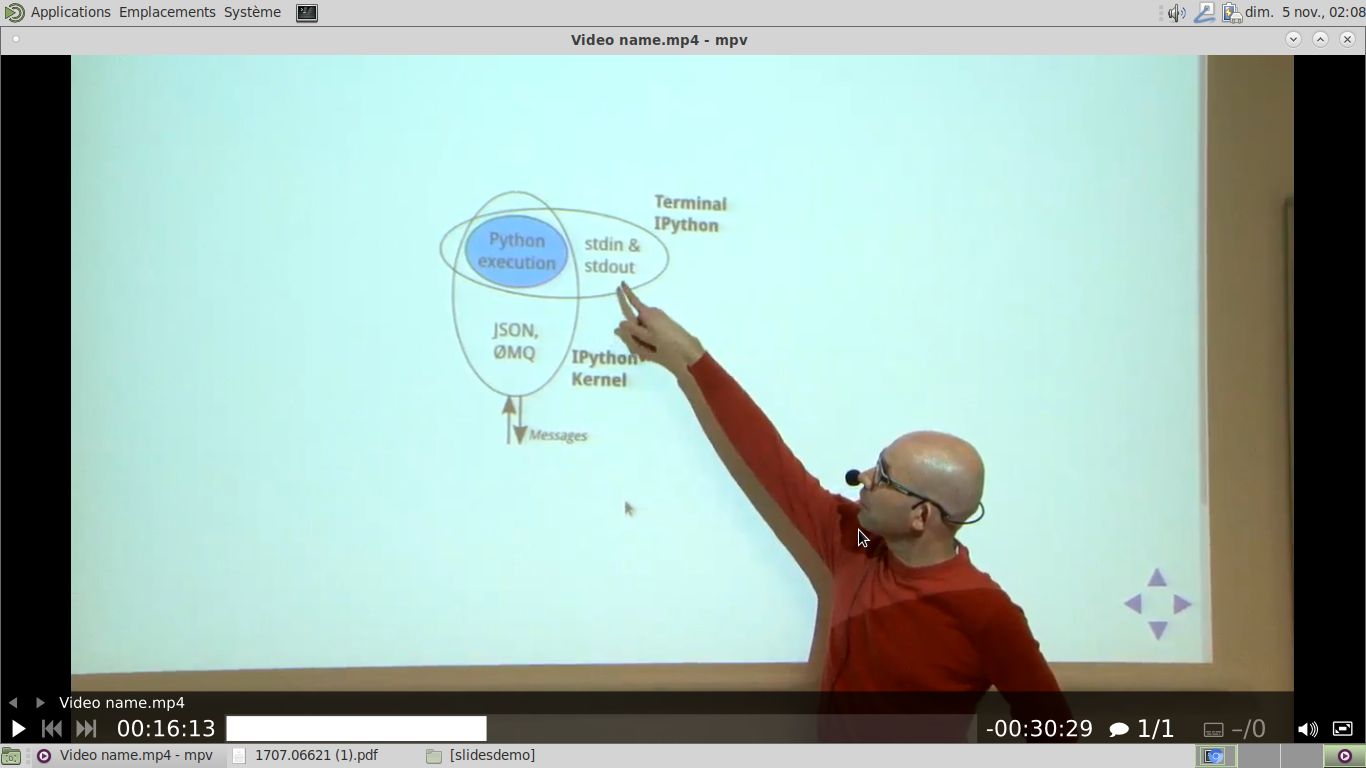 Applications Emplacements Système
dim. 5 nov., 02:08
Video name.mp4 - mpv
Terminal
IPython
Python
execution
stdin &
stdout
JSON,
ØMQ
IPython
Kernel
Messages
Video name.mp4
00:16:13
-00:30:29
1/1
–/0
Video name.mp4 - mpv
1707.06621 (1).pdf
[slidesdemo]